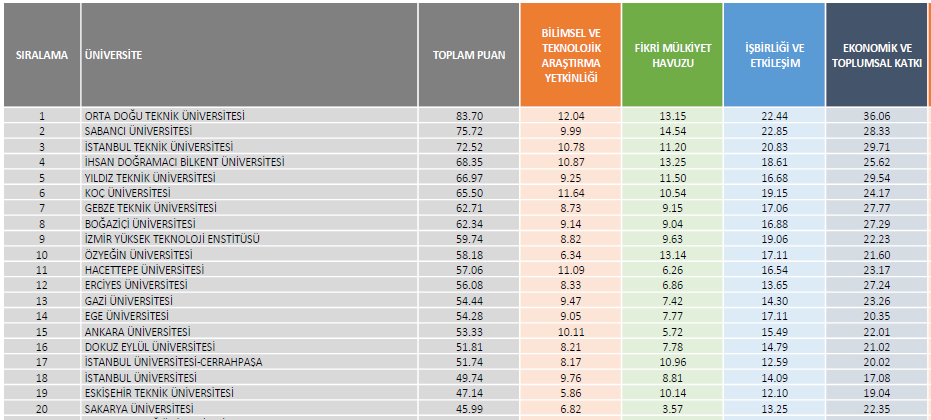 SIRALAMA ÜNİVERSİTE TOPLAM PUAN BİLİMSEL VE TEKNOLOJİK ARAŞTIRMA YETKİNLİĞİ FİKRİ MÜLKİYET HAVUZU İŞBİRLİĞİ VE ETKİLEŞİM EKONOMİK VE TOPLUMSAL KATKI
1 ORTA DOĞU TEKNİK ÜNİVERSİTESİ 83.70 12.04 13.15 22.44 36.06
2 SABANCI ÜNİVERSİTESİ 75.72 9.99 14.54 22.85 28.33
3 İSTANBUL TEKNİK ÜNİVERSİTESİ 72.52 10.78 11.20 20.83 29.71
4 İHSAN DOĞRAMACI BİLKENT ÜNİVERSİTESİ 68.35 10.87 13.25 18.61 25.62
5 YILDIZ TEKNİK ÜNİVERSİTESİ 66.97 9.25 11.50 16.68 29.54
6 KOÇ ÜNİVERSİTESİ 65.50 11.64 10.54 19.15 24.17
7 GEBZE TEKNİK ÜNİVERSİTESİ 62.71 8.73 9.15 17.06 27.77
8 BOĞAZİÇİ ÜNİVERSİTESİ 62.34 9.14 9.04 16.88 27.29
9 İZMİR YÜKSEK TEKNOLOJİ ENSTİTÜSÜ 59.74 8.82 9.63 19.06 22.23
10 ÖZYEĞİN ÜNİVERSİTESİ 58.18 6.34 13.14 17.11 21.60
11 HACETTEPE ÜNİVERSİTESİ 57.06 11.09 6.26 16.54 23.17
12 ERCİYES ÜNİVERSİTESİ 56.08 8.33 6.86 13.65 27.24
13 GAZİ ÜNİVERSİTESİ 54.44 9.47 7.42 14.30 23.26
14 EGE ÜNİVERSİTESİ 54.28 9.05 7.77 17.11 20.35
15 ANKARA ÜNİVERSİTESİ 53.33 10.11 5.72 15.49 22.01
16 DOKUZ EYLÜL ÜNİVERSİTESİ 51.81 8.21 7.78 14.79 21.02
17 İSTANBUL ÜNİVERSİTESİ-CERRAHPAŞA 51.74 8.17 10.96 12.59 20.02
18 İSTANBUL ÜNİVERSİTESİ 49.74 9.76 8.81 14.09 17.08
19 ESKİŞEHİR TEKNİK ÜNİVERSİTESİ 47.14 5.86 10.14 12.10 19.04
20 SAKARYA ÜNİVERSİTESİ 45.99 6.82 3.57 13.25 22.35